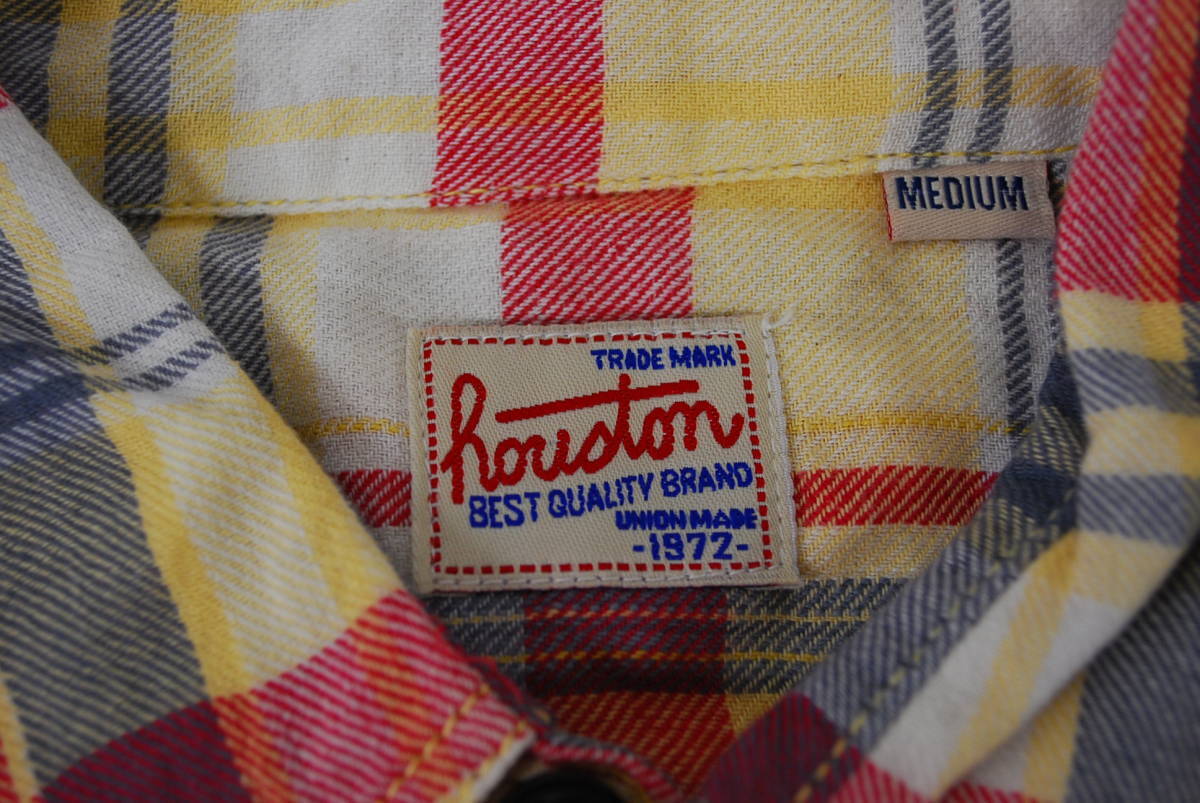 MEDIUM
TRADE MARK
houston
BEST QUALITY BRAND
UNION MADE
-1972-